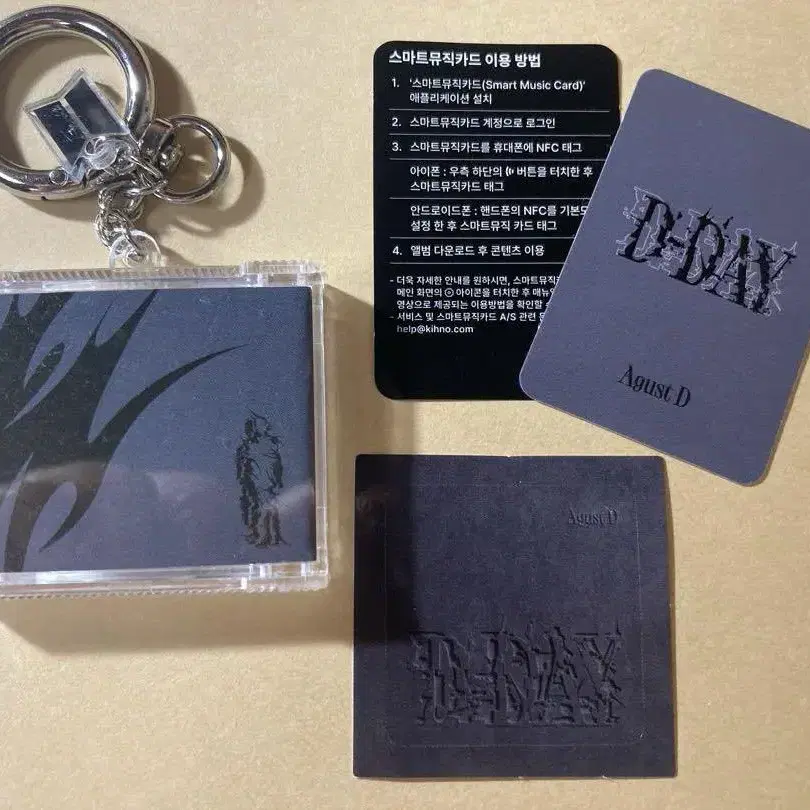 스마트뮤직카드 이용 방법
1. '스마트뮤직카드(Smart Music Card)'
애플리케이션 설치
2. 스마트뮤직카드 계정으로 로그인
3. 스마트뮤직카드를 휴대폰에 NFC 태그
아이폰 : 우측 하단의 버튼을 터치한 후
스마트뮤직카드 태그
안드로이드폰 : 핸드폰의 NFC를 기본모
설정 한 후 스마트뮤직 카드 태그
4. 앨범 다운로드 후 콘텐츠 이용
- 더욱 자세한 안내를 원하시면, 스마트뮤직
메인 화면의 아이콘을 터치한 후 매뉴
영상으로 제공되는 이용방법을 확인할
- 서비스 및 스마트뮤직카드 A/S 관련
help@kihno.com
D-DAY
Agust D
Agust D
D-DAY